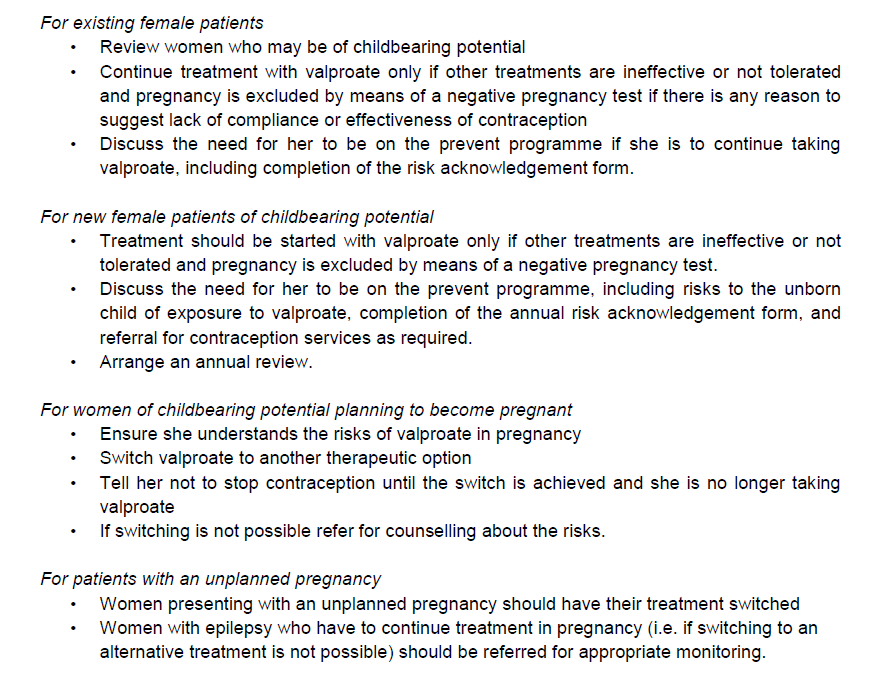 For existing female patients
• Review women who may be of childbearing potential
• Continue treatment with valproate only if other treatments are ineffective or not tolerated
and pregnancy is excluded by means of a negative pregnancy test if there is any reason to
suggest lack of compliance or effectiveness of contraception
• Discuss the need for her to be on the prevent programme if she is to continue taking
valproate, including completion of the risk acknowledgement form.
For new female patients of childbearing potential
• Treatment should be started with valproate only if other treatments are ineffective or not
tolerated and pregnancy is excluded by means of a negative pregnancy test.
• Discuss the need for her to be on the prevent programme, including risks to the unborn
child of exposure to valproate, completion of the annual risk acknowledgement form, and
referral for contraception services as required.
• Arrange an annual review.
For women of childbearing potential planning to become pregnant
• Ensure she understands the risks of valproate in pregnancy
• Switch valproate to another therapeutic option
• Tell her not to stop contraception until the switch is achieved and she is no longer taking
valproate
• If switching is not possible refer for counselling about the risks.
For patients with an unplanned pregnancy
• Women presenting with an unplanned pregnancy should have their treatment switched
• Women with epilepsy who have to continue treatment in pregnancy (i.e. if switching to an
alternative treatment is not possible) should be referred for appropriate monitoring.